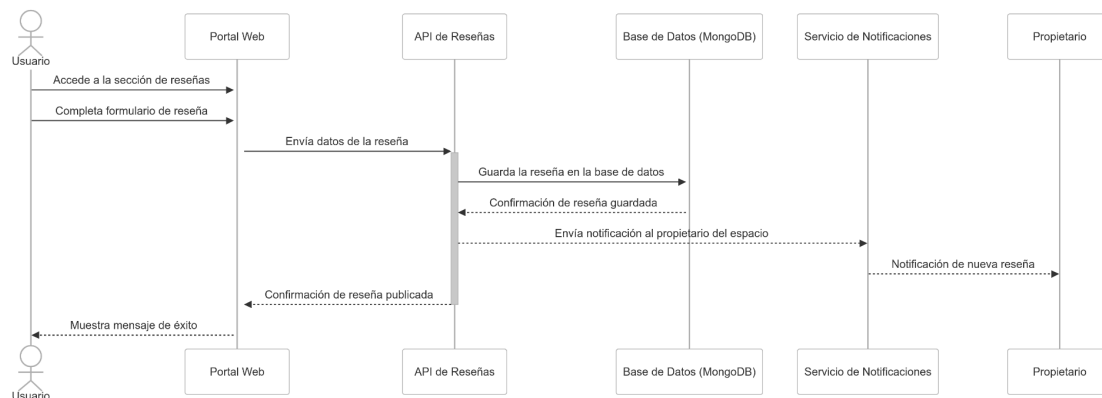 Usuario
Portal Web
API de Reseñas
Base de Datos (MongoDB)
Servicio de Notificaciones
Propietario
Accede a la sección de reseñas
Completa formulario de reseña
Envía datos de la reseña
Guarda la reseña en la base de datos
Confirmación de reseña guardada
Envía notificación al propietario del espacio
Notificación de nueva reseña
Confirmación de reseña publicada
Muestra mensaje de éxito
Usuario
Portal Web
API de Reseñas
Base de Datos (MongoDB)
Servicio de Notificaciones
Propietario